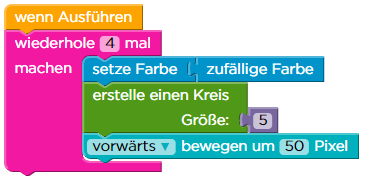 wenn Ausführen
wiederhole 4 mal
machen setze Farbe zufällige Farbe
erstelle einen Kreis
Größe: 5
vorwärts ▼ bewegen um 50 Pixel